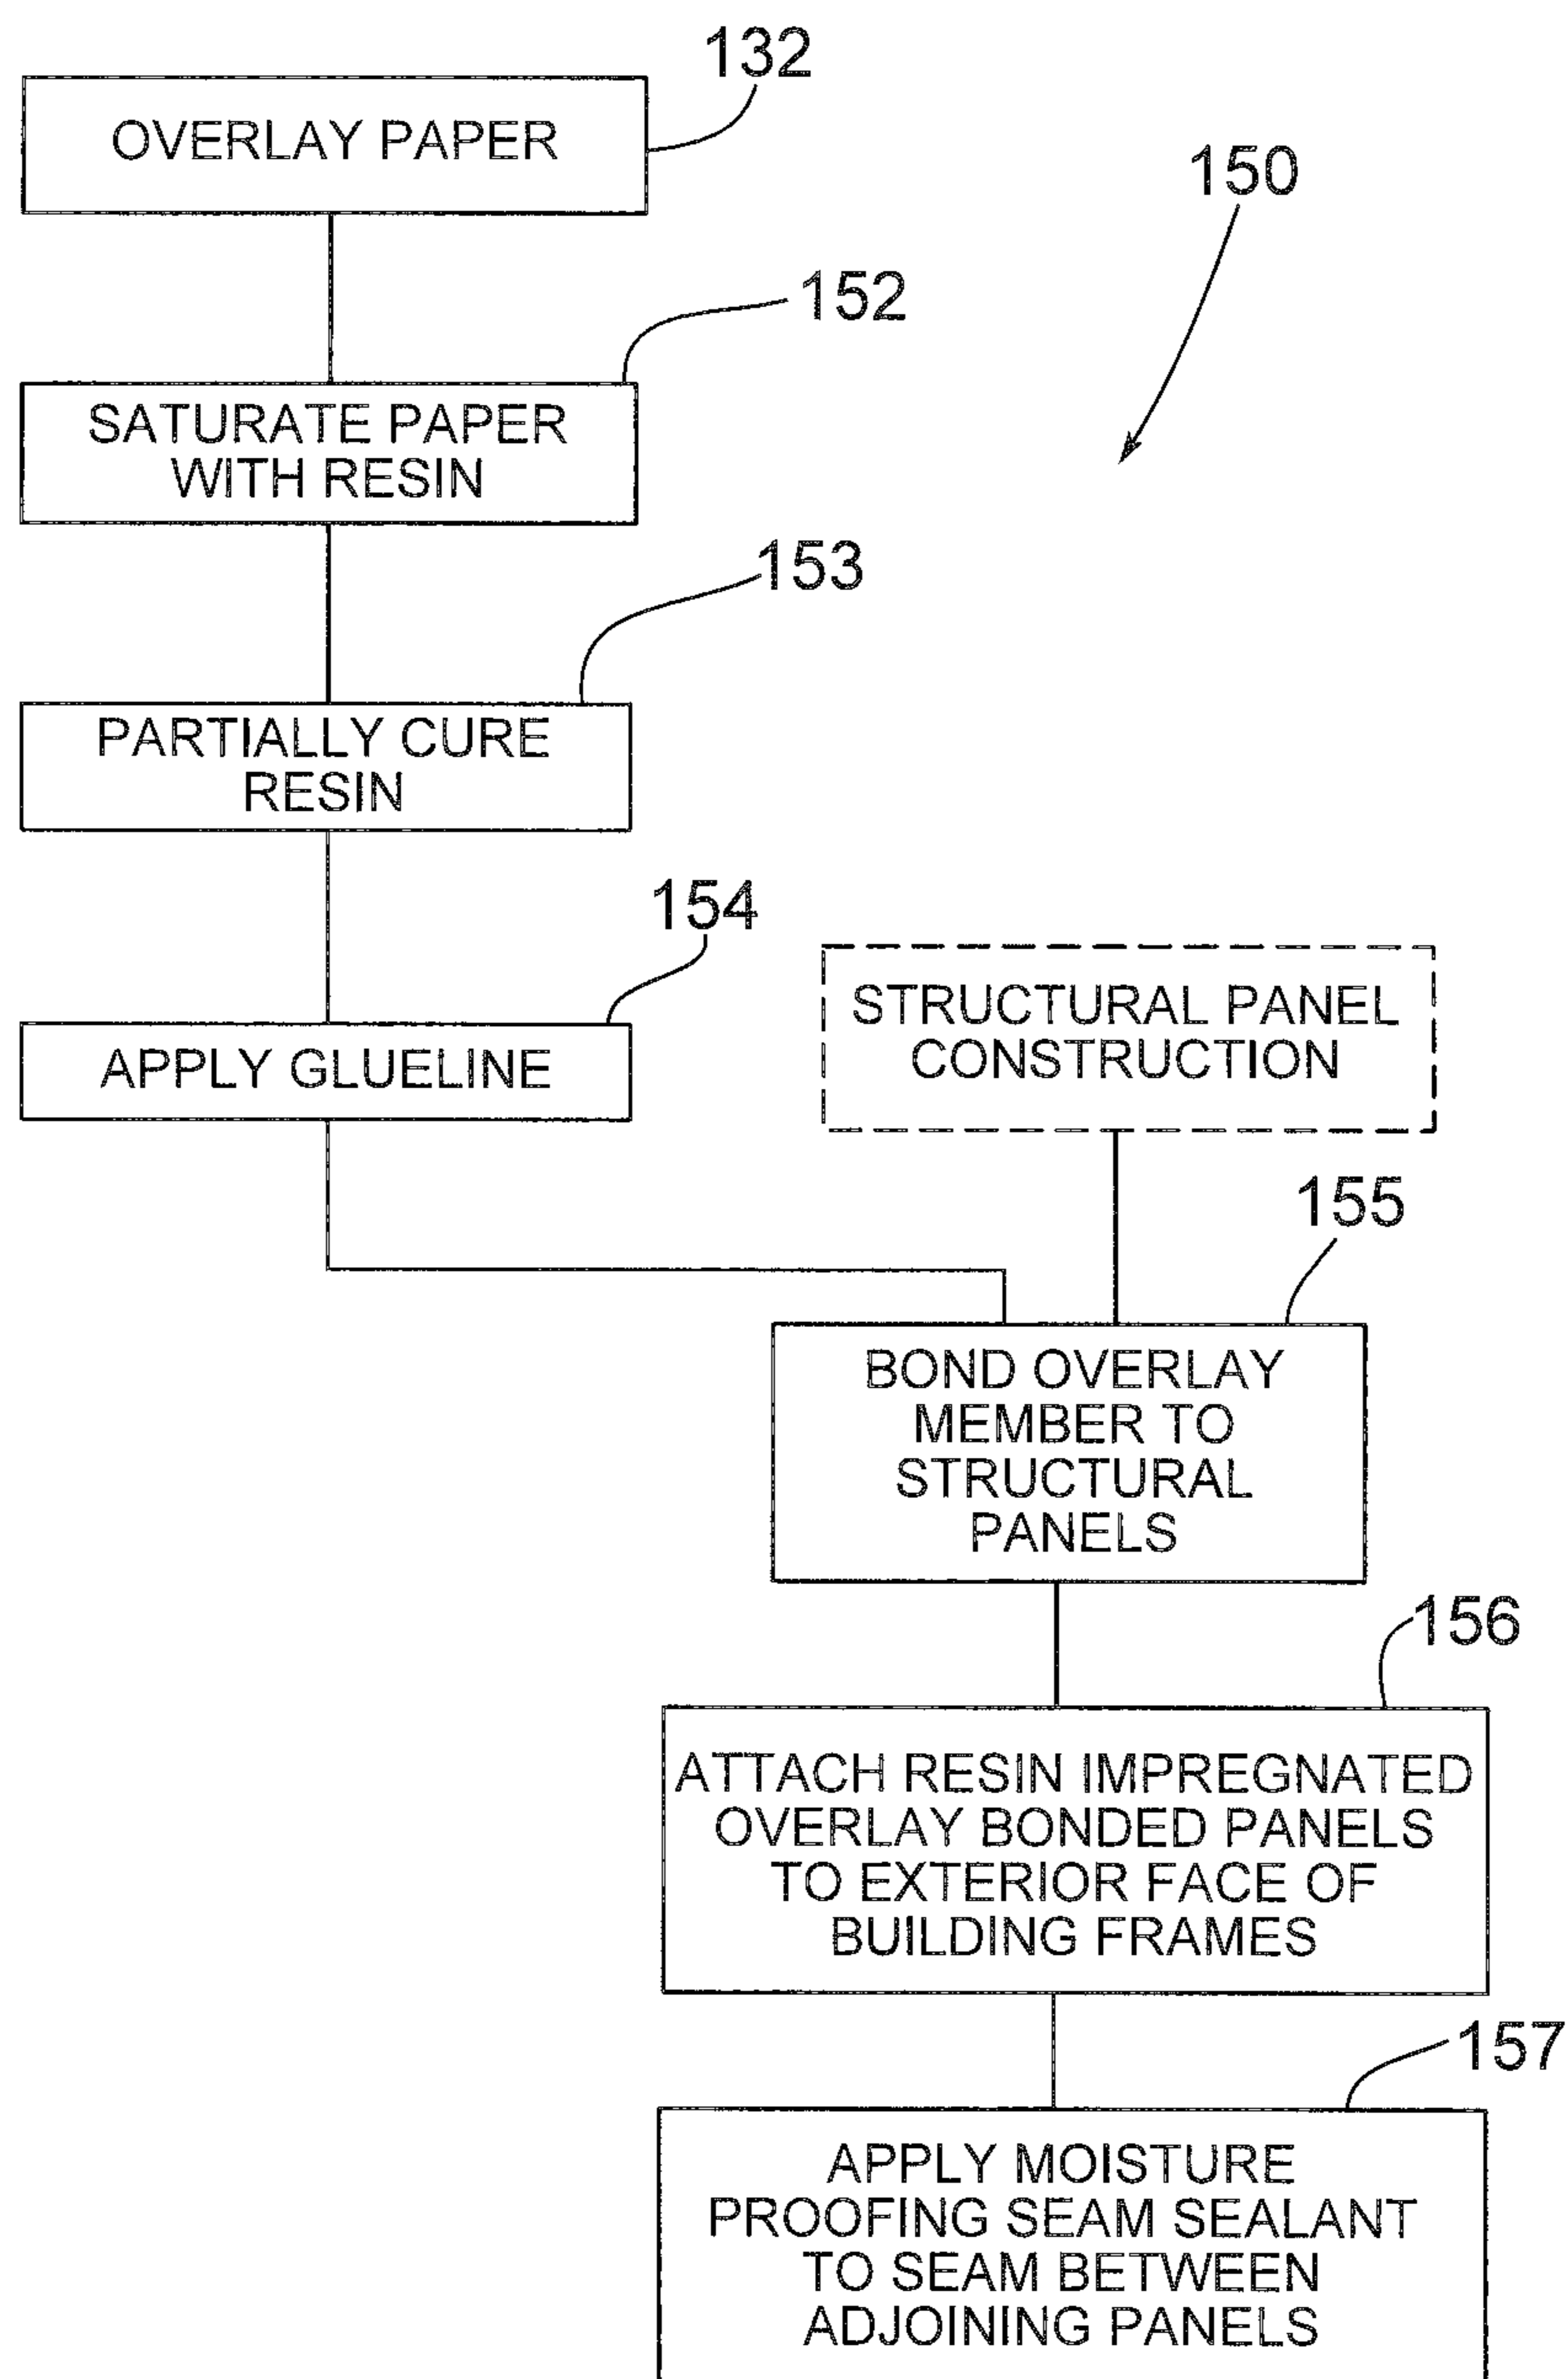 132
OVERLAY PAPER
150
152
SATURATE PAPER
WITH RESIN
153
PARTIALLY CURE
RESIN
154
APPLY GLUELINE
STRUCTURAL PANEL
CONSTRUCTION
155
BOND OVERLAY
MEMBER TO
STRUCTURAL
PANELS
156
ATTACH RESIN IMPREGNATED
OVERLAY BONDED PANELS
TO EXTERIOR FACE OF
BUILDING FRAMES
157
APPLY MOISTURE
PROOFING SEAM SEALANT
TO SEAM BETWEEN
ADJOINING PANELS